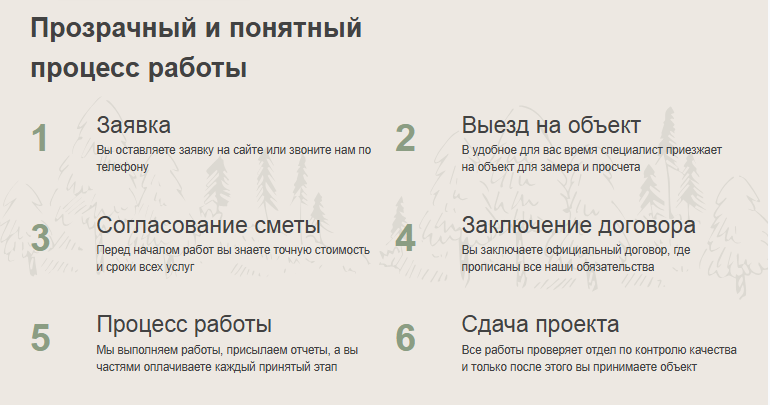 Прозрачный и понятный
процесс работы
1
Заявка
Вы оставляете заявку на сайте или звоните нам по
телефону
2
Выезд на объект
В удобное для вас время специалист приезжает
на объект для замера и просчета
3
Согласование сметы
Перед началом работ вы знаете точную стоимость
и сроки всех услуг
4
Заключение договора
Вы заключаете официальный договор, где
прописаны все наши обязательства
5
Процесс работы
Мы выполняем работы, присылаем отчеты, а вы
частями оплачиваете каждый принятый этап
6
Сдача проекта
Все работы проверяет отдел по контролю качества
и только после этого вы принимаете объект